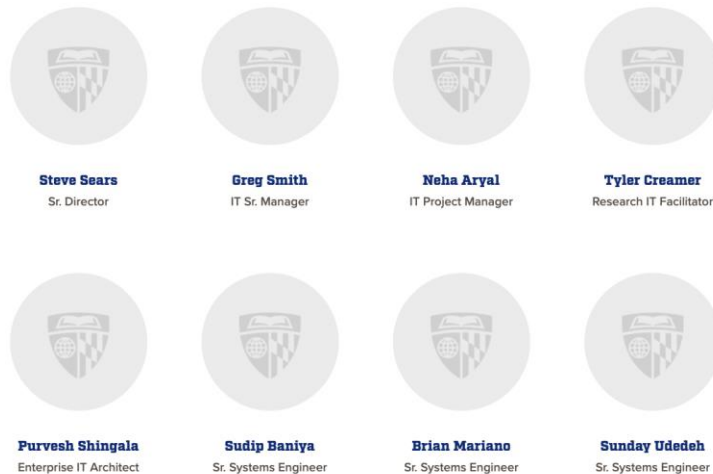 Steve Sears
Sr. Director
Greg Smith
IT Sr. Manager
Neha Aryal
IT Project Manager
Tyler Creamer
Research IT Facilitator
Purvesh Shingala
Enterprise IT Architect
Sudip Baniya
Sr. Systems Engineer
Brian Mariano
Sr. Systems Engineer
Sunday Udedeh
Sr. Systems Engineer